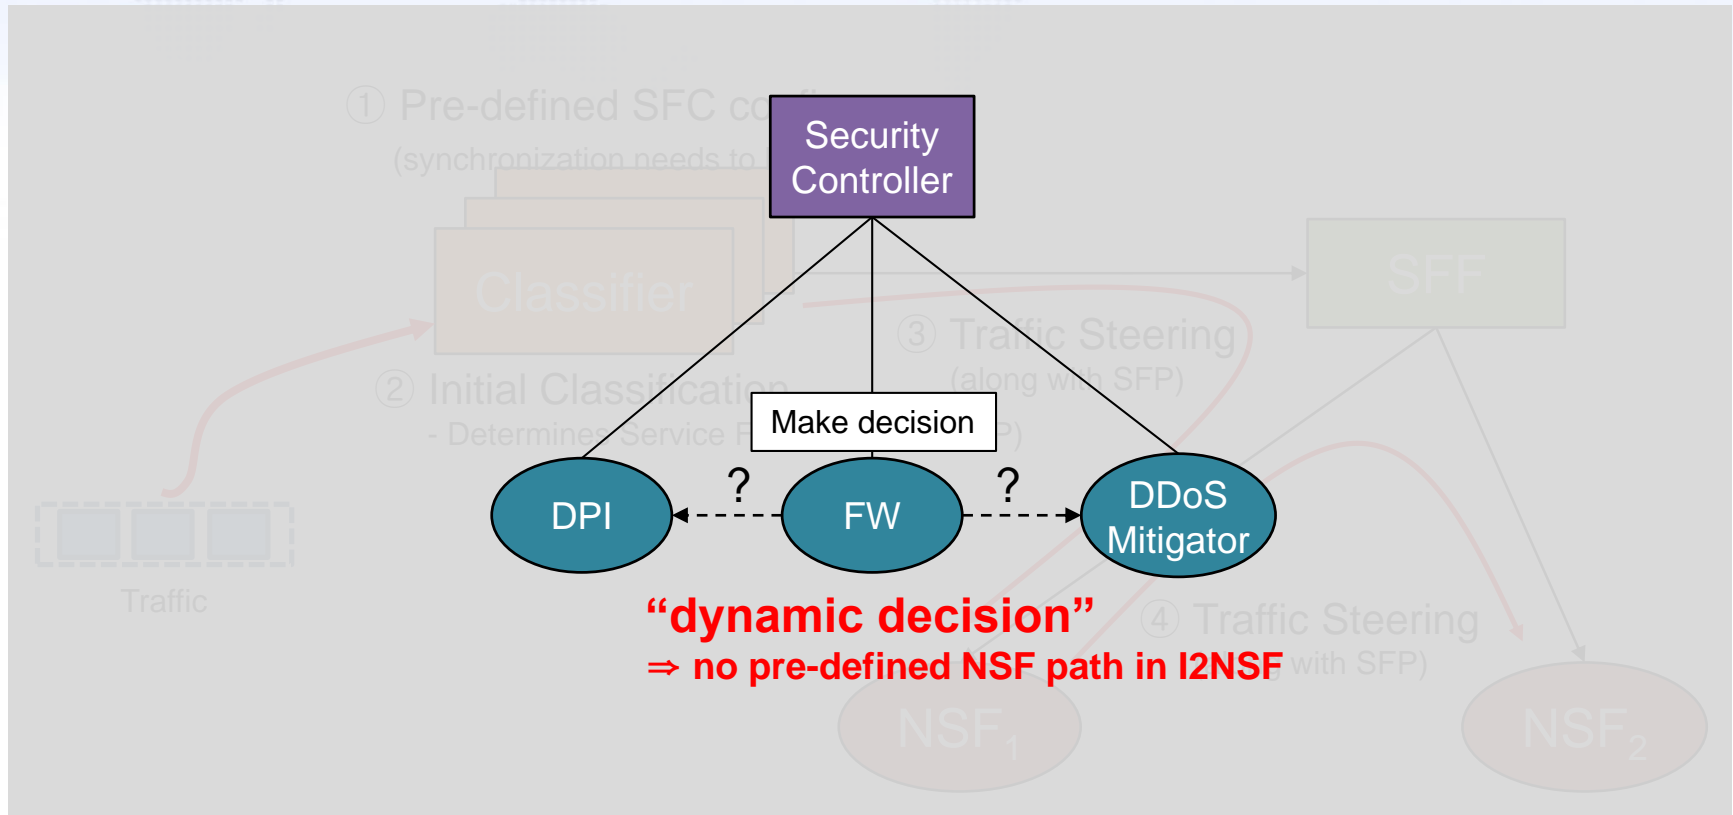 ① Pre-defined SFC
(synchronization needs to
Security
Controller
Classifier
SFF
③ Traffic Steering
(along with SFP)
② Initial Classification
- Determines Service
Make decision
?
?
DPI
FW
DDoS
Mitigator
Traffic
“dynamic decision”
⇒ no pre-defined NSF path in I2NSF
④ Traffic Steering
with SFP)
NSF₁
NSF₂